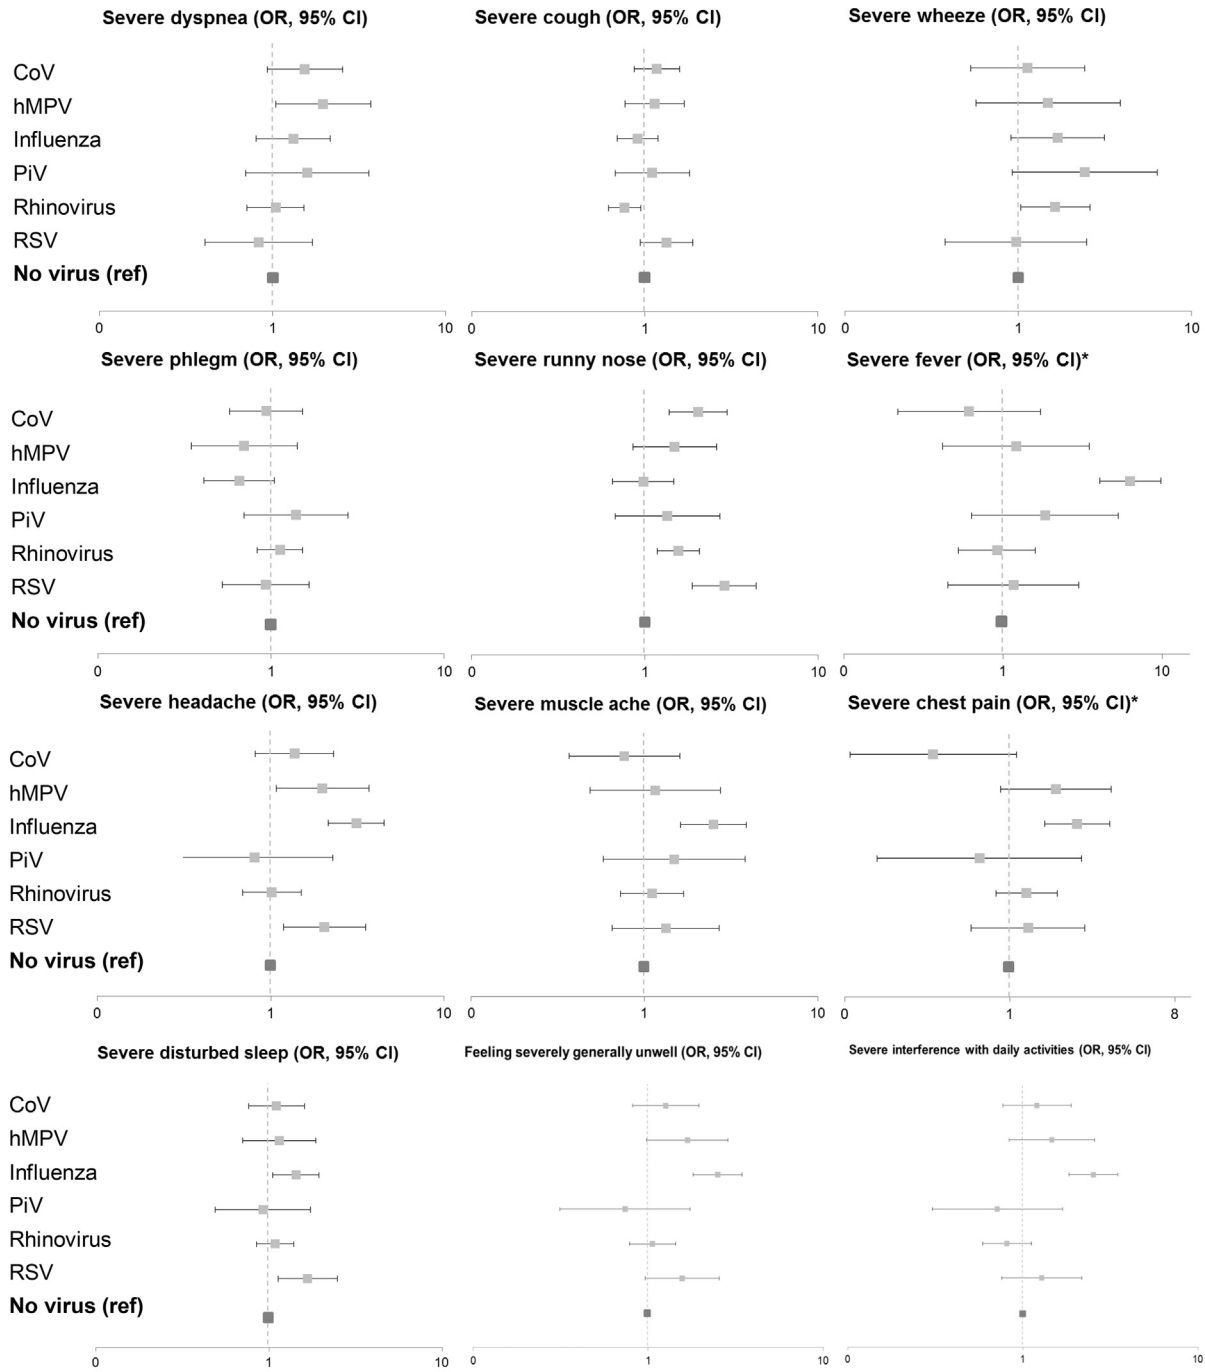 Severe dyspnea (OR, 95% CI) Severe cough (OR, 95% CI) Severe wheeze (OR, 95% CI)
CoV
hMPV
Influenza
PiV
Rhinovirus
RSV
No virus (ref)
0 1 10 0 1 10 0 1 10
Severe phlegm (OR, 95% CI) Severe runny nose (OR, 95% CI) Severe fever (OR, 95% CI)*
CoV
hMPV
Influenza
PiV
Rhinovirus
RSV
No virus (ref)
0 1 10 0 1 10 0 1 10
Severe headache (OR, 95% CI) Severe muscle ache (OR, 95% CI) Severe chest pain (OR, 95% CI)*
CoV
hMPV
Influenza
PiV
Rhinovirus
RSV
No virus (ref)
0 1 10 0 1 10 0 1 8
Severe disturbed sleep (OR, 95% CI) Feeling severely generally unwell (OR, 95% CI) Severe interference with daily activities (OR, 95% CI)
CoV
hMPV
Influenza
PiV
Rhinovirus
RSV
No virus (ref)
0 1 10 0 1 10 0 1 10